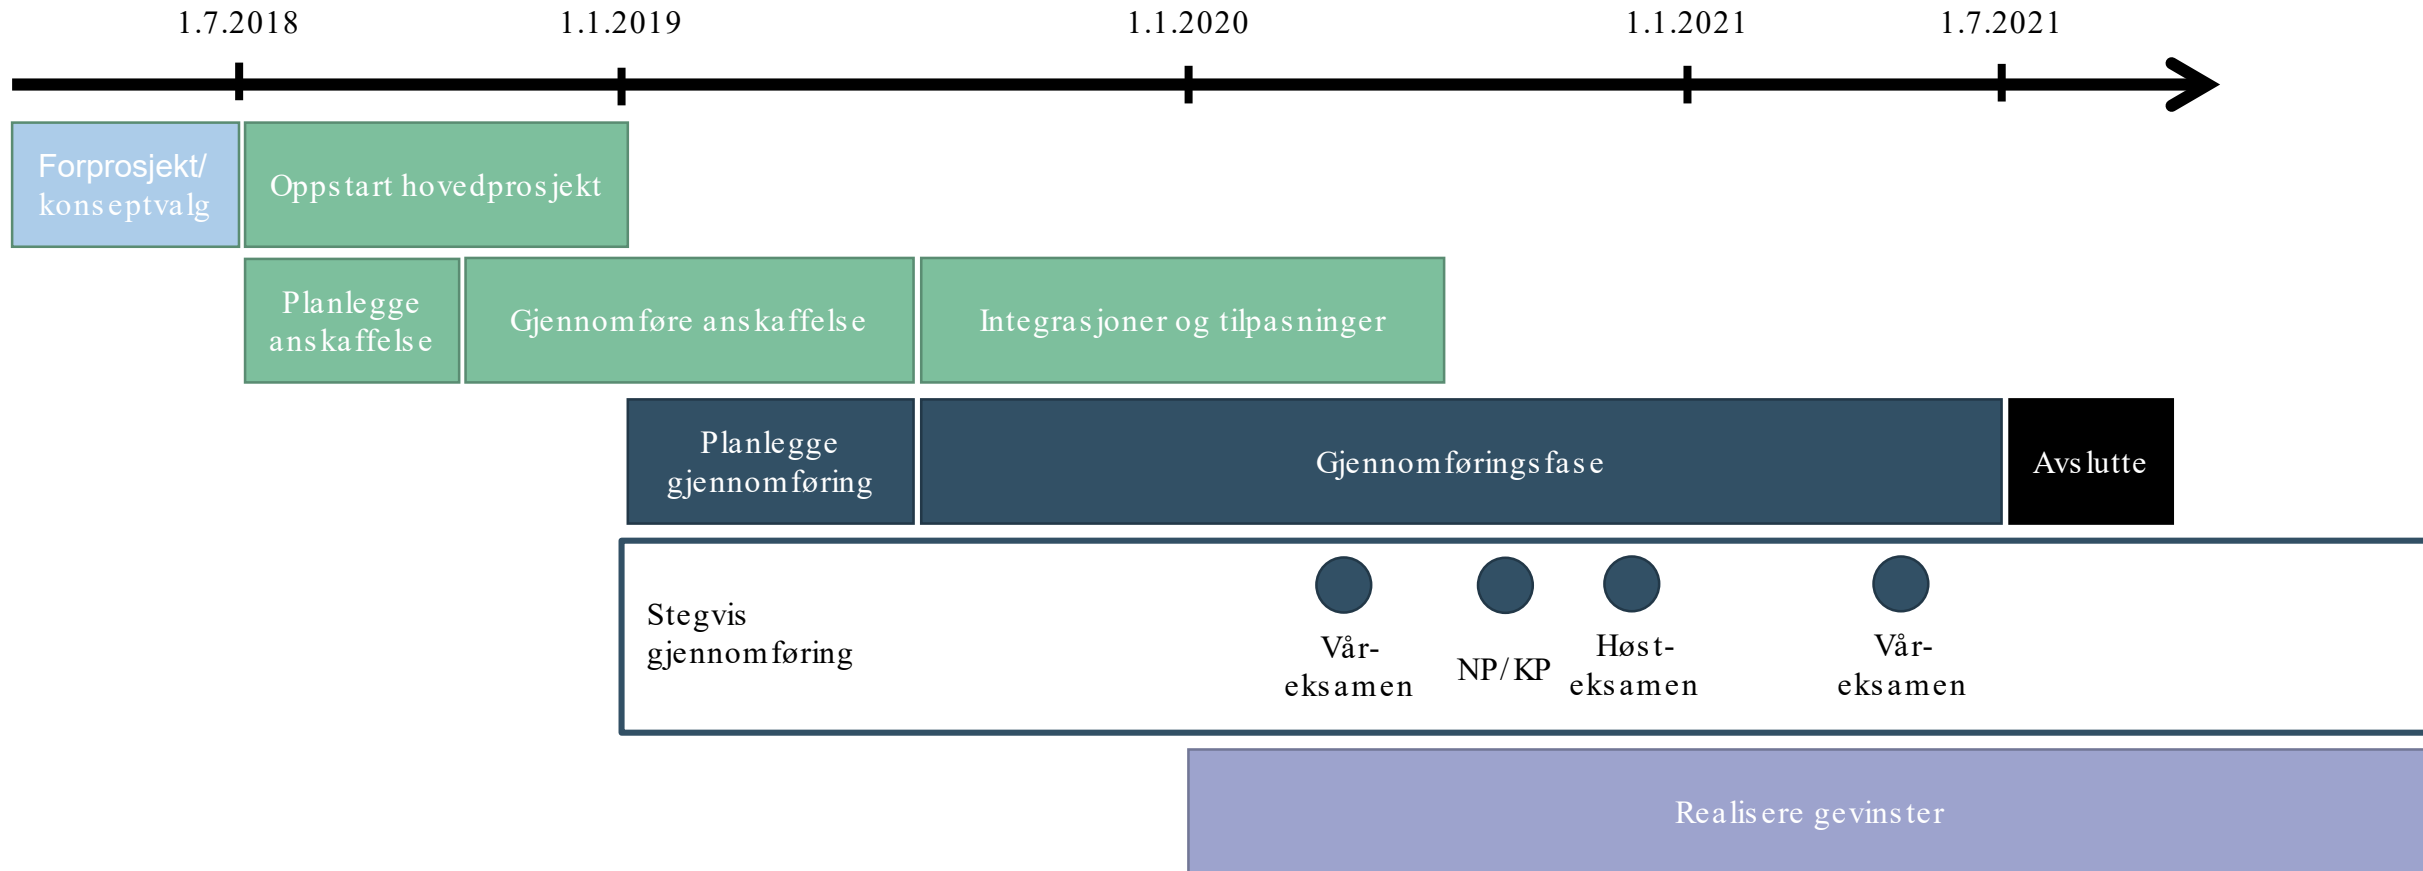 1.7.2018
1.1.2019
1.1.2020
1.1.2021
1.7.2021
Forprosjekt/
konseptvalg
Oppstart hovedprosjekt
Planlegge
anskaffelse
Gjennomføre anskaffelse
Integrasjoner og tilpasninger
Planlegge
gjennomføring
Gjennomføringsfase
Avslutte
Stegvis
gjennomføring
Vår-
eksamen
NP/KP
Høst-
eksamen
Vår-
eksamen
Realisere gevinster